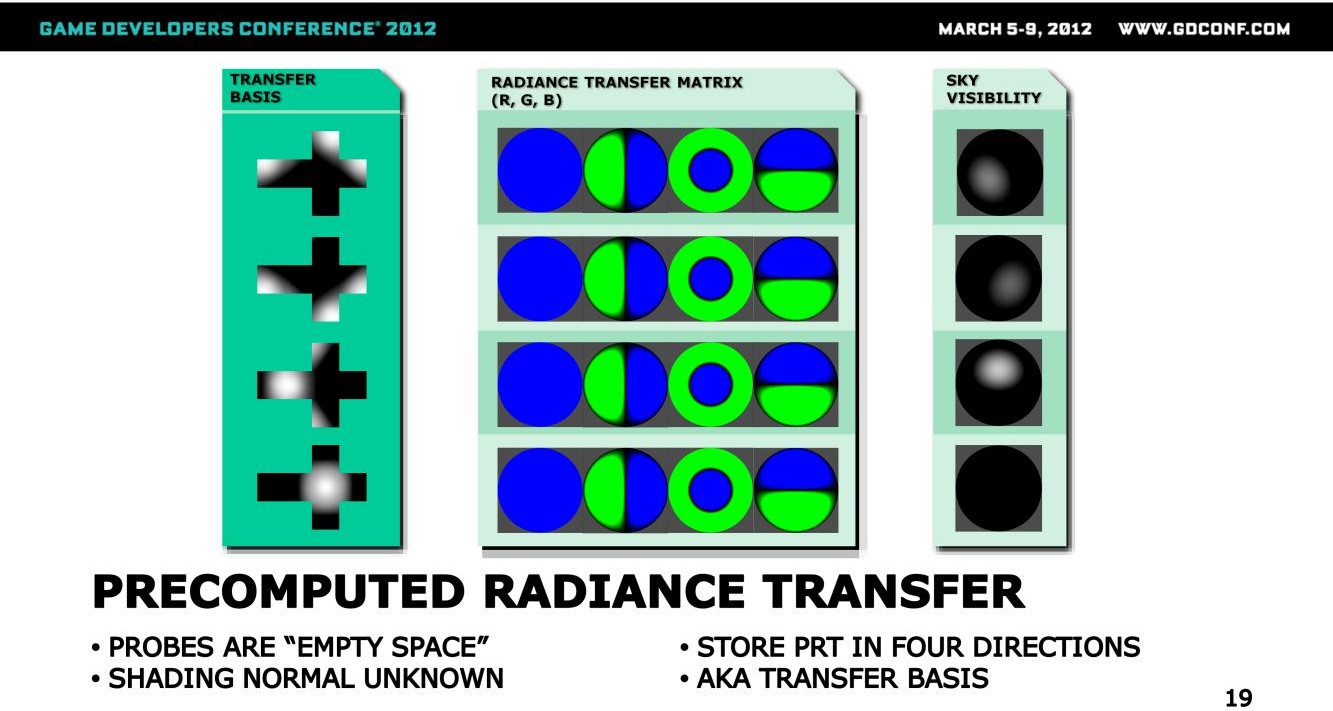 GAME DEVELOPERS CONFERENCE® 2012
MARCH 5-9, 2012 WWW.GDCONF.COM
TRANSFER
BASIS
RADIANCE TRANSFER MATRIX
(R, G, B)
SKY
VISIBILITY
PRECOMPUTED RADIANCE TRANSFER
• PROBES ARE “EMPTY SPACE”
• SHADING NORMAL UNKNOWN
• STORE PRT IN FOUR DIRECTIONS
• AKA TRANSFER BASIS
19